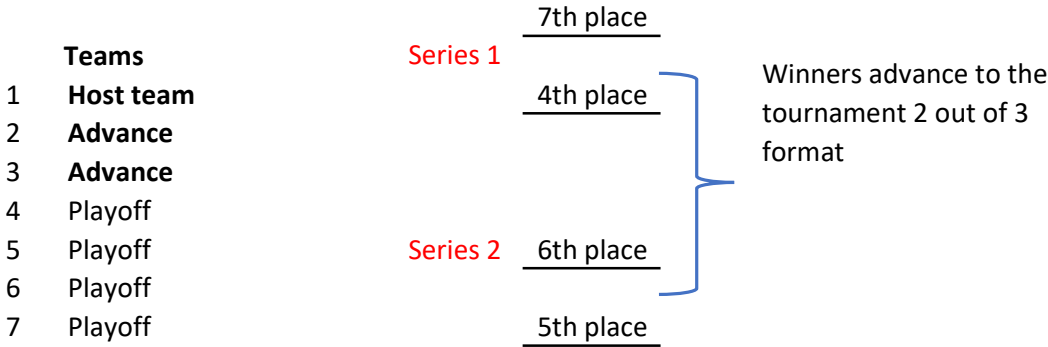 7th place
Teams Series 1
1 Host team 4th place
2 Advance
3 Advance
4 Playoff
5 Playoff Series 2 6th place
6 Playoff
7 Playoff 5th place
Winners advance to the
tournament 2 out of 3
format